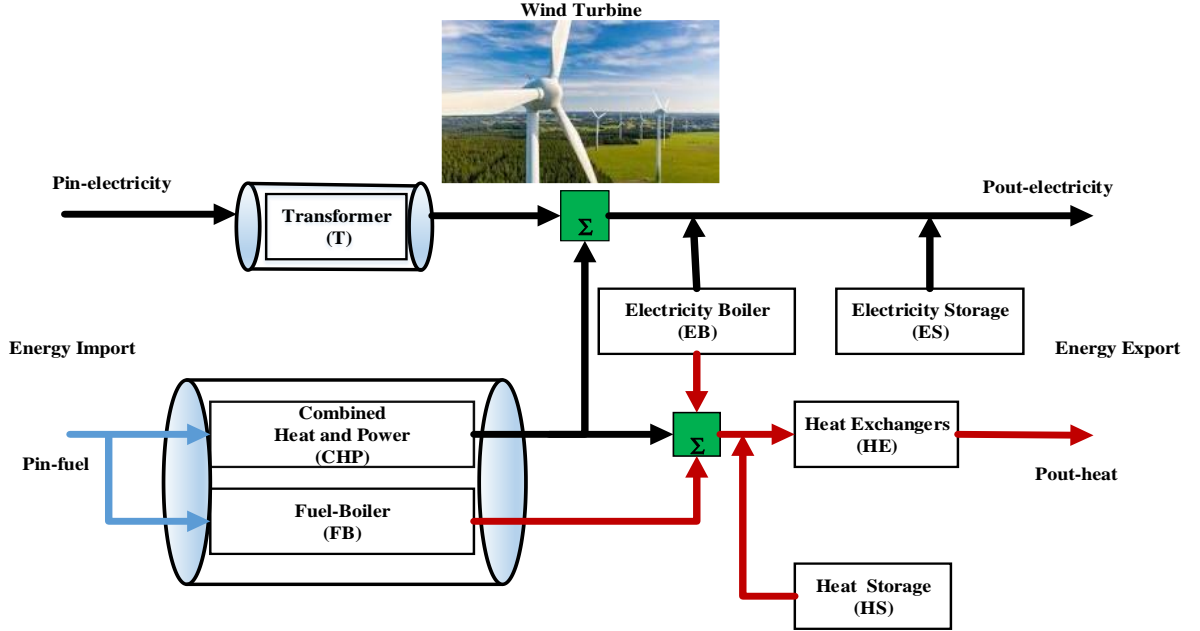 Wind Turbine
Pin-electricity
Pout-electricity
Transformer
(T)
Σ
Electricity Boiler
(EB)
Electricity Storage
(ES)
Energy Import
Energy Export
Combined
Heat and Power
(CHP)
Σ
Heat Exchangers
(HE)
Pin-fuel
Pout-heat
Fuel-Boiler
(FB)
Heat Storage
(HS)